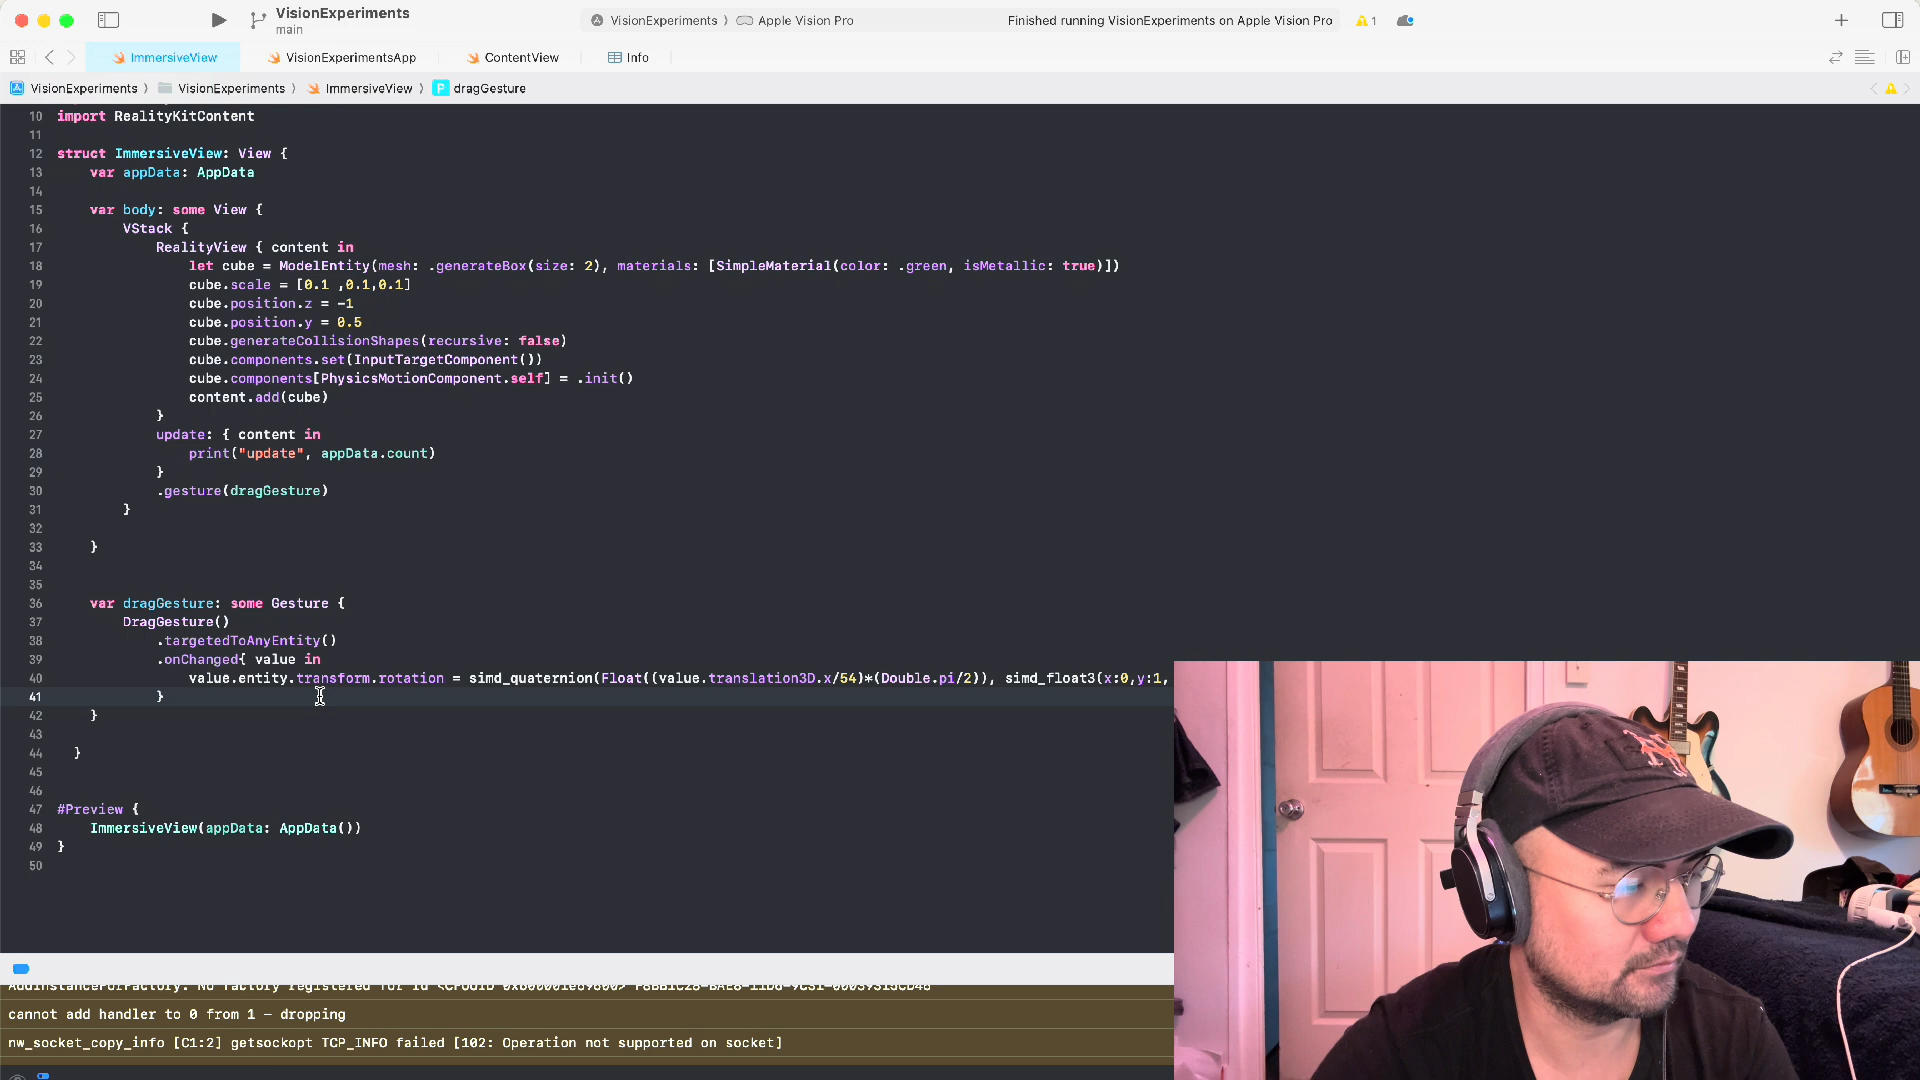 VisionExperiments
main
VisionExperiments 〉 Apple Vision Pro
Finished running VisionExperiments on Apple Vision Pro
1
ImmersiveView
VisionExperimentsApp
ContentView
Info
VisionExperiments 〉 VisionExperiments 〉 ImmersiveView 〉 P dragGesture
10 import RealityKitContent
11
12 struct ImmersiveView: View {
13 var appData: AppData
14
15 var body: some View {
16 VStack {
17 RealityView { content in
18 let cube = ModelEntity(mesh: .generateBox(size: 2), materials: [SimpleMaterial(color: .green, isMetallic: true)])
19 cube.scale = [0.1 ,0.1,0.1]
20 cube.position.z = -1
21 cube.position.y = 0.5
22 cube.generateCollisionShapes(recursive: false)
23 cube.components.set(InputTargetComponent())
24 cube.components[PhysicsMotionComponent.self] = .init()
25 content.add(cube)
26 }
27 update: { content in
28 print("update", appData.count)
29 }
30 .gesture(dragGesture)
31 }
32
33 }
34
35
36 var dragGesture: some Gesture {
37 DragGesture()
38 .targetedToAnyEntity()
39 .onChanged{ value in
40 value.entity.transform.rotation = simd_quaternion(Float((value.translation3D.x/54)*(Double.pi/2)), simd_float3(x:0,y:1,
41 }
42 }
43
44 }
45
46
47 #Preview {
48 ImmersiveView(appData: AppData())
49 }
50
cannot add handler to 0 from 1 - dropping
nw_socket_copy_info [C1:2] getsockopt TCP_INFO failed [102: Operation not supported on socket]